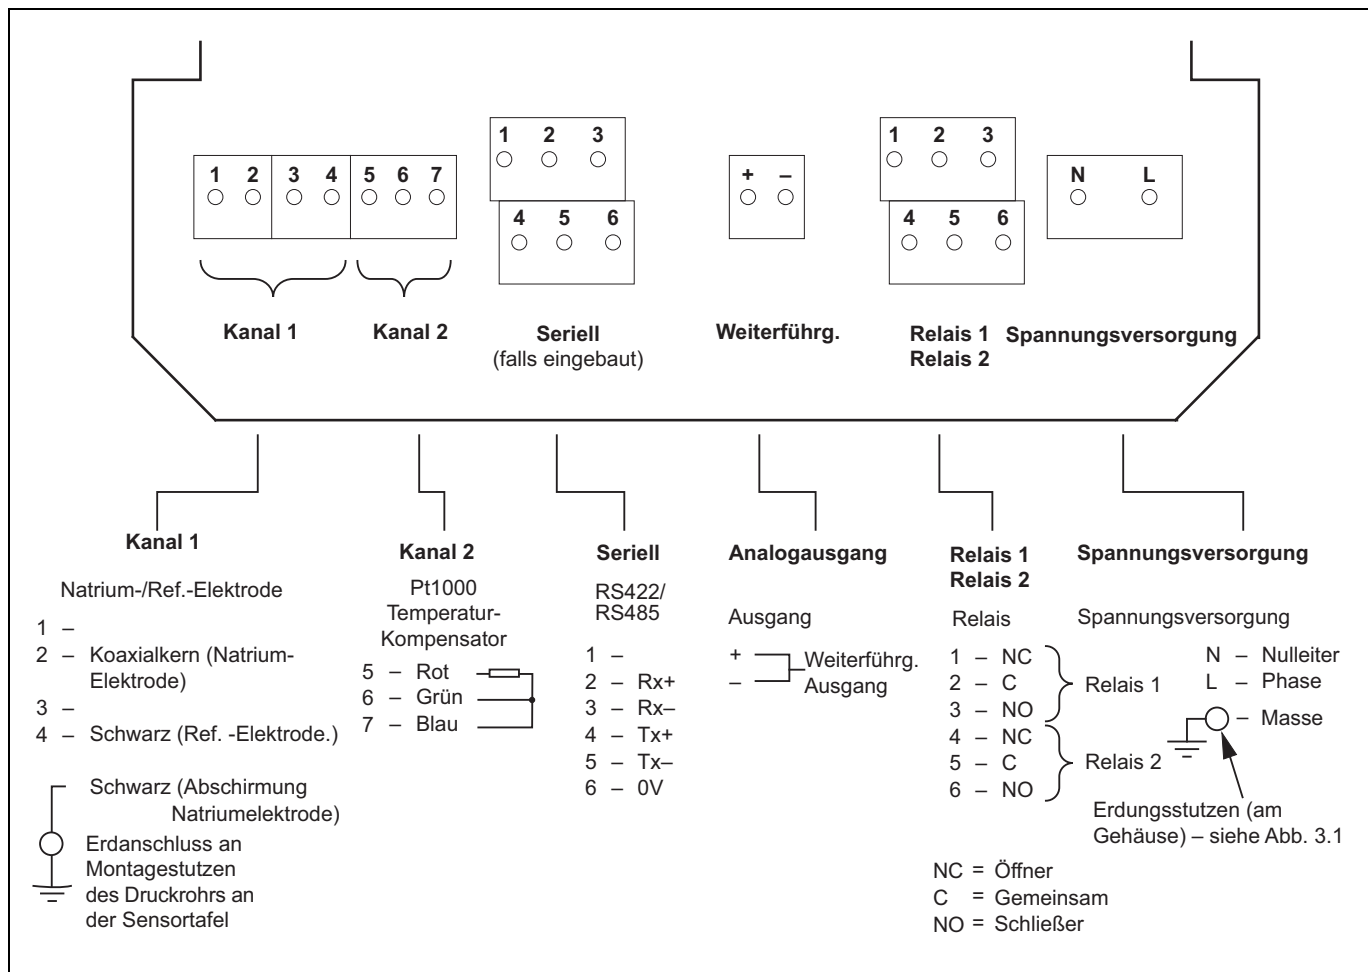 1 2 3 4 5 6 7
1 2 3
4 5 6
+ –
1 2 3
4 5 6
N L
Kanal 1
Kanal 2
Seriell
(falls eingebaut)
Weiterführg.
Relais 1
Relais 2
Spannungsversorgung
Kanal 1
Natrium-/Ref.-Elektrode
1 –
2 – Koaxialkern (Natrium-
Elektrode)
3 –
4 – Schwarz (Ref. -Elektrode.)
Schwarz (Abschirmung
Natriumelektrode)
Erdanschluss an
Montagestutzen
des Druckrohrs an
der Sensortafel
Kanal 2
Pt1000
Temperatur-
Kompensator
5 – Rot
6 – Grün
7 – Blau
Seriell
RS422/
RS485
1 –
2 – Rx+
3 – Rx–
4 – Tx+
5 – Tx–
6 – 0V
Analogausgang
Ausgang
+
–
Weiterführg.
Ausgang
Relais 1
Relais 2
Relais
1 – NC
2 – C
3 – NO
Relais 1
4 – NC
5 – C
6 – NO
Relais 2
NC = Öffner
C = Gemeinsam
NO = Schließer
Spannungsversorgung
Spannungsversorgung
N – Nulleiter
L – Phase
– Masse
Erdungsstutzen (am
Gehäuse) – siehe Abb. 3.1